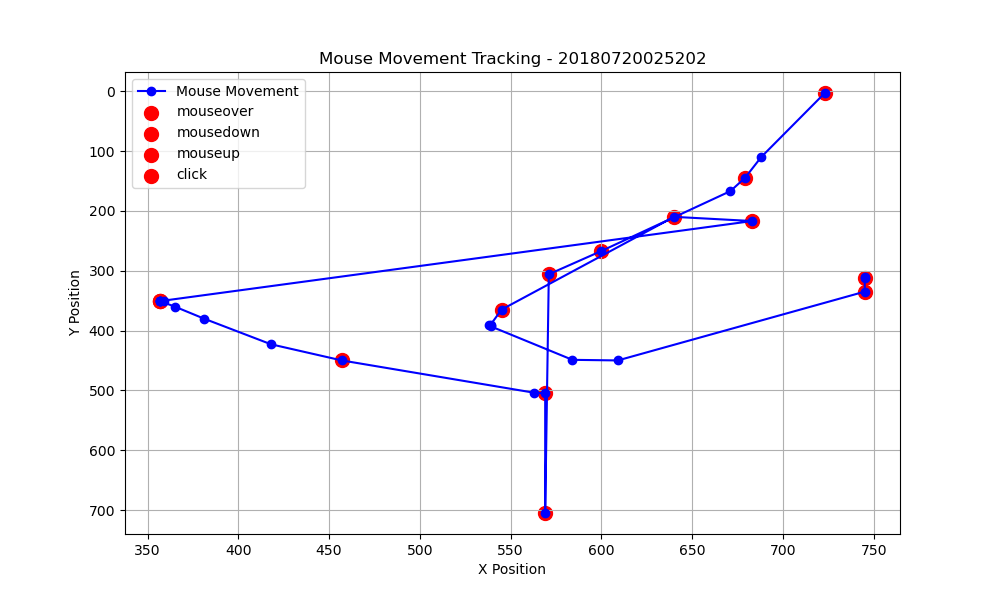 Mouse Movement Tracking - 20180720025202
Mouse Movement
mouseover
mousedown
mouseup
click
Y Position
0
100
200
300
400
500
600
700
350
400
450
500
550
600
650
700
750
X Position